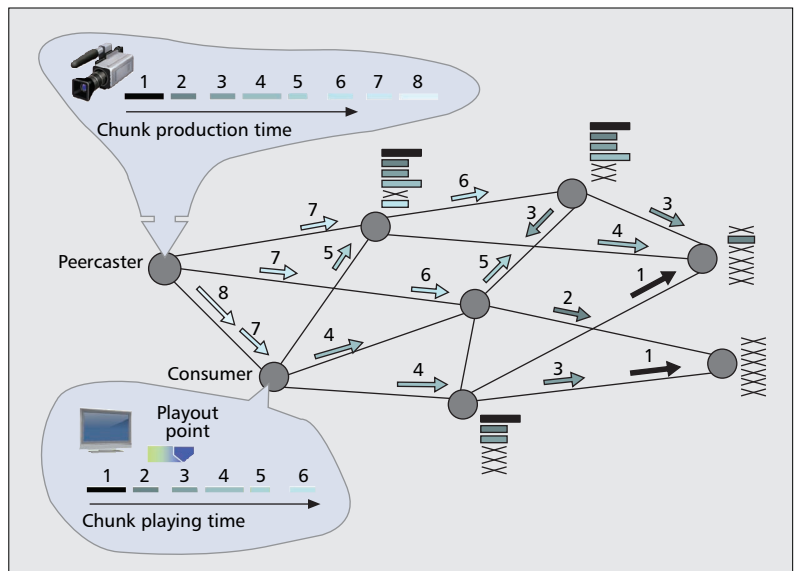 1 2 3 4 5 6 7 8
Chunk production time
6
3
7
3
5
4
Peercaster
7
5
1
6
8
2
7
4
1
Consumer
4
3
Playout
point
1 2 3 4 5 6
Chunk playing time